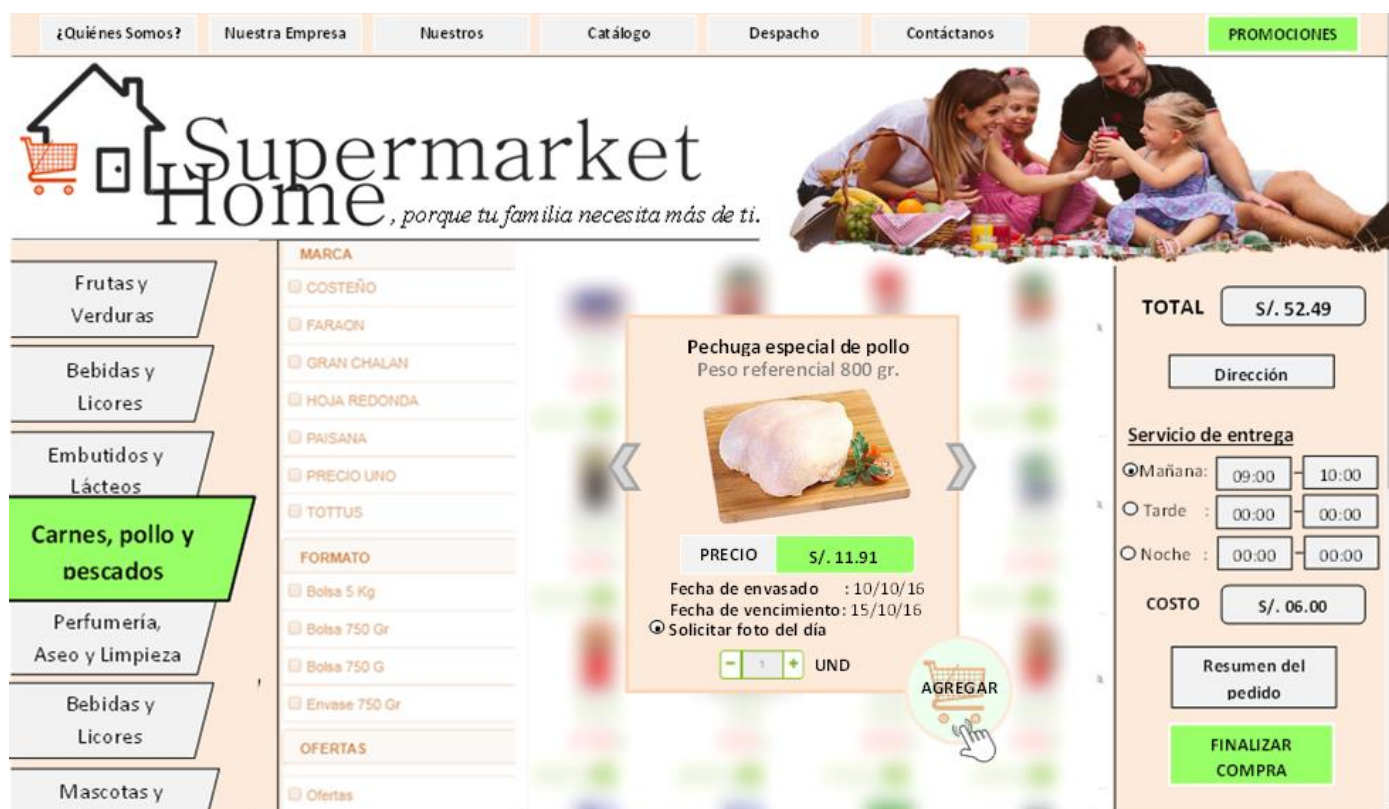 ¿Quiénes Somos?
Nuestra Empresa
Nuestros
Catálogo
Despacho
Contáctanos
PROMOCIONES
Supermarket
Home
, porque tu familia necesita más de ti.
Frutas y
Verduras
Bebidas y
Licores
Embutidos y
Lácteos
Carnes, pollo y
pescados
Perfumería,
Aseo y Limpieza
Bebidas y
Licores
Mascotas y
MARCA
COSTEÑO
FARAON
GRAN CHALAN
HOJA REDONDA
PAISANA
PRECIO UNO
TOTTUS
FORMATO
Bolsa 5 Kg
Bolsa 750 Gr
Bolsa 750 G
Envase 750 Gr
OFERTAS
Ofertas
Pechuga especial de pollo
Peso referencial 800 gr.
PRECIO S/. 11.91
Fecha de envasado : 10/10/16
Fecha de vencimiento: 15/10/16
Solicitar foto del día
- 1 + UND
AGREGAR
TOTAL S/. 52.49
Dirección
Servicio de entrega
Mañana: 09:00 – 10:00
Tarde : 00:00 – 00:00
Noche : 00:00 – 00:00
COSTO S/. 06.00
Resumen del
pedido
FINALIZAR
COMPRA